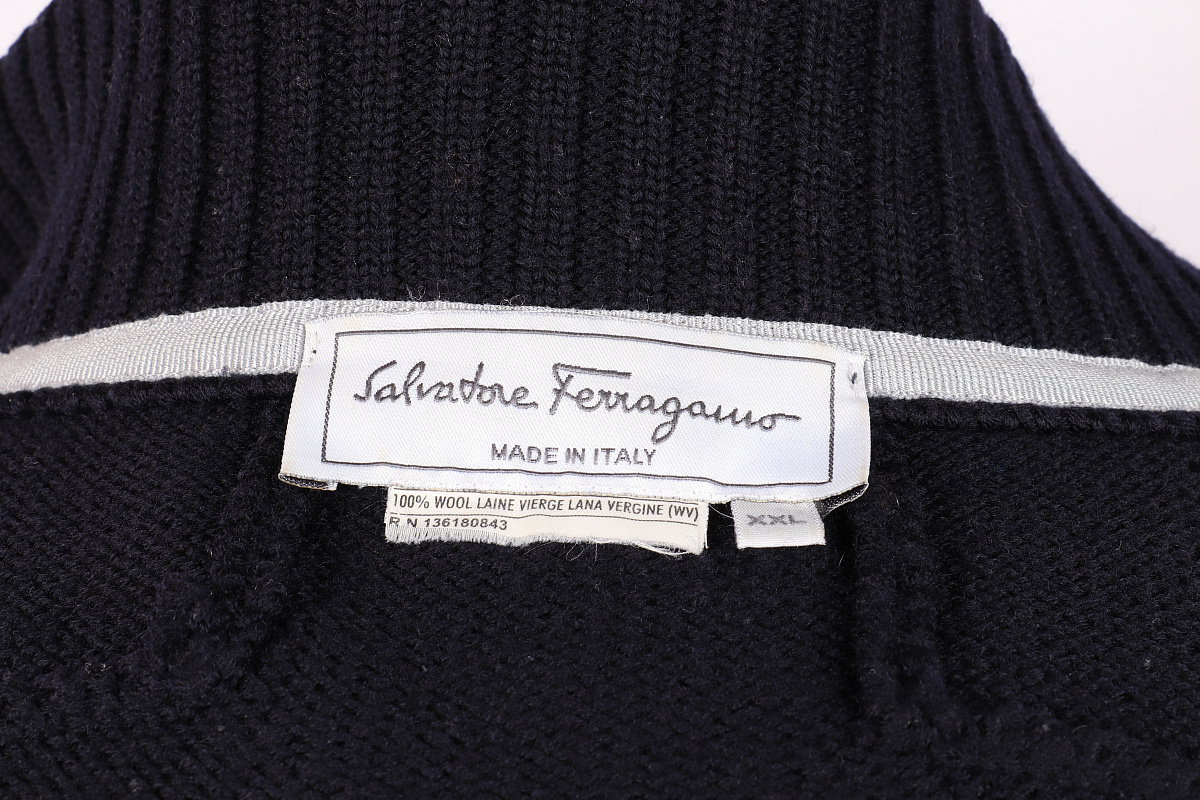 Salvatore Ferragamo
MADE IN ITALY
100% WOOL LAINE VIERGE LANA VERGINE (WV)
R N 136180843
XXL